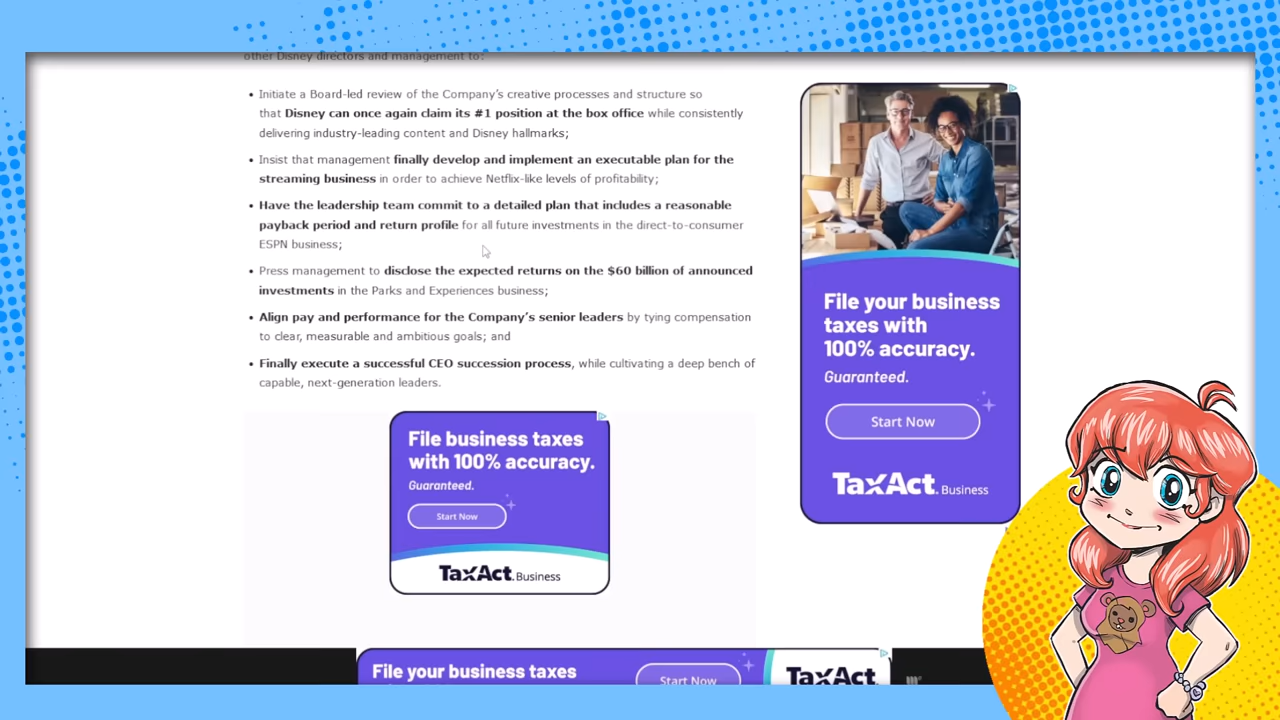 other Disney directors and management to:
• Initiate a Board-led review of the Company's creative processes and structure so
that Disney can once again claim its #1 position at the box office while consistently
delivering industry-leading content and Disney hallmarks;
• Insist that management finally develop and implement an executable plan for the
streaming business in order to achieve Netflix-like levels of profitability;
• Have the leadership team commit to a detailed plan that includes a reasonable
payback period and return profile for all future investments in the direct-to-consumer
ESPN business;
• Press management to disclose the expected returns on the $60 billion of announced
investments in the Parks and Experiences business;
• Align pay and performance for the Company's senior leaders by tying compensation
to clear, measurable and ambitious goals; and
• Finally execute a successful CEO succession process, while cultivating a deep bench of
capable, next-generation leaders.
File your business
taxes with
100% accuracy.
Guaranteed.
Start Now
TaxAct. Business
File business taxes
with 100% accuracy.
Guaranteed.
Start Now
TaxAct. Business
File your business taxes
Start Now
TaxAct